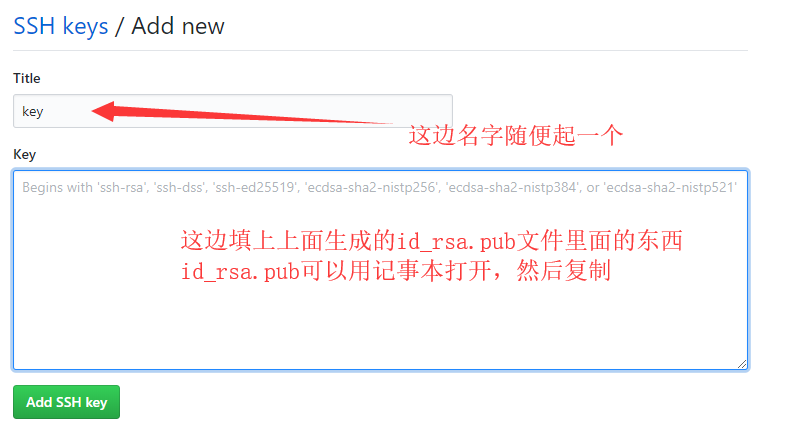 SSH keys / Add new
Title
key
这边名字随便起一个
Key
Begins with 'ssh-rsa', 'ssh-dss', 'ssh-ed25519', 'ecdsa-sha2-nistp256', 'ecdsa-sha2-nistp384', or 'ecdsa-sha2-nistp521'
这边填上上面生成的id_rsa.pub文件里面的东西
id_rsa.pub可以用记事本打开，然后复制
Add SSH key